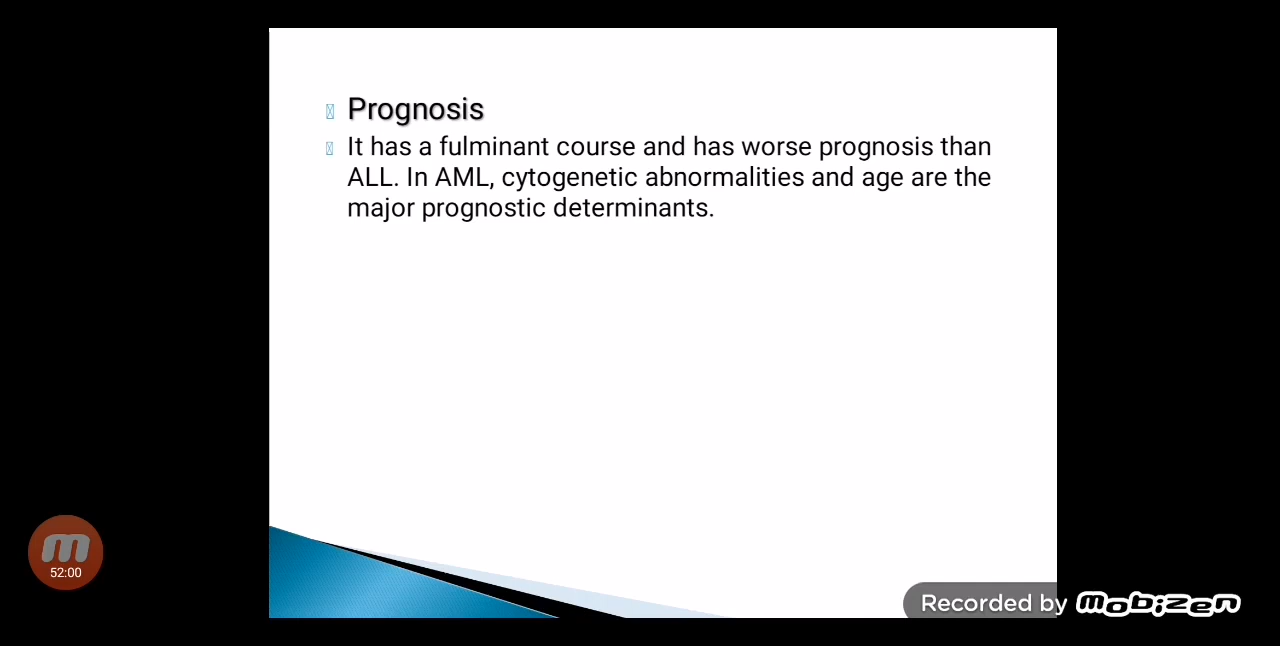 Prognosis
It has a fulminant course and has worse prognosis than
ALL. In AML, cytogenetic abnormalities and age are the
major prognostic determinants.
52:00
Recorded by mobizen